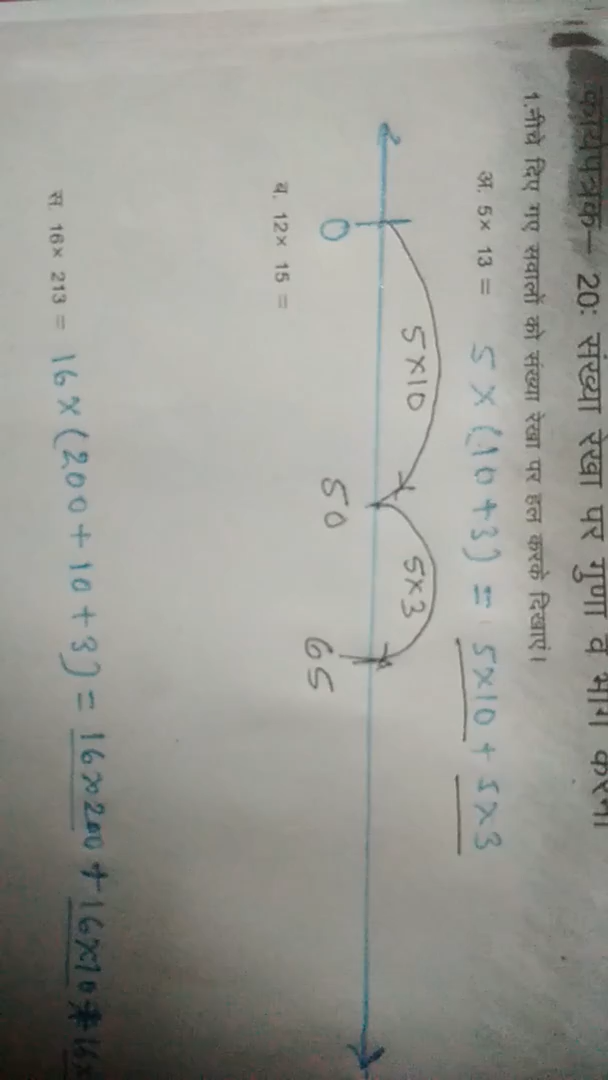 कार्यपत्रक– 20: संख्या रेखा पर गुणा व भाग करना
1.नीचे दिए गए सवालों को संख्या रेखा पर हल करके दिखाएं।
अ. 5× 13 = 5 × (10+3) = 5×10 + 5×3
5×10 5×3
0 50 65
ब. 12× 15 =
स. 16× 213 = 16 × (200+10+3) = 16×200 + 16×10 + 16×